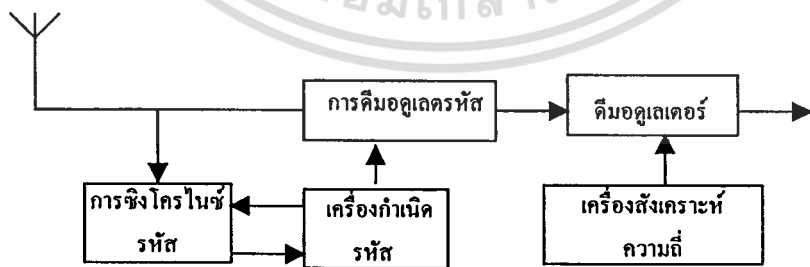 การดีมอดูเลตรหัส
ดีมอดูเลเตอร์
การซิงโครไนซ์
รหัส
เครื่องกำเนิด
รหัส
เครื่องสังเคราะห์
ความถี่